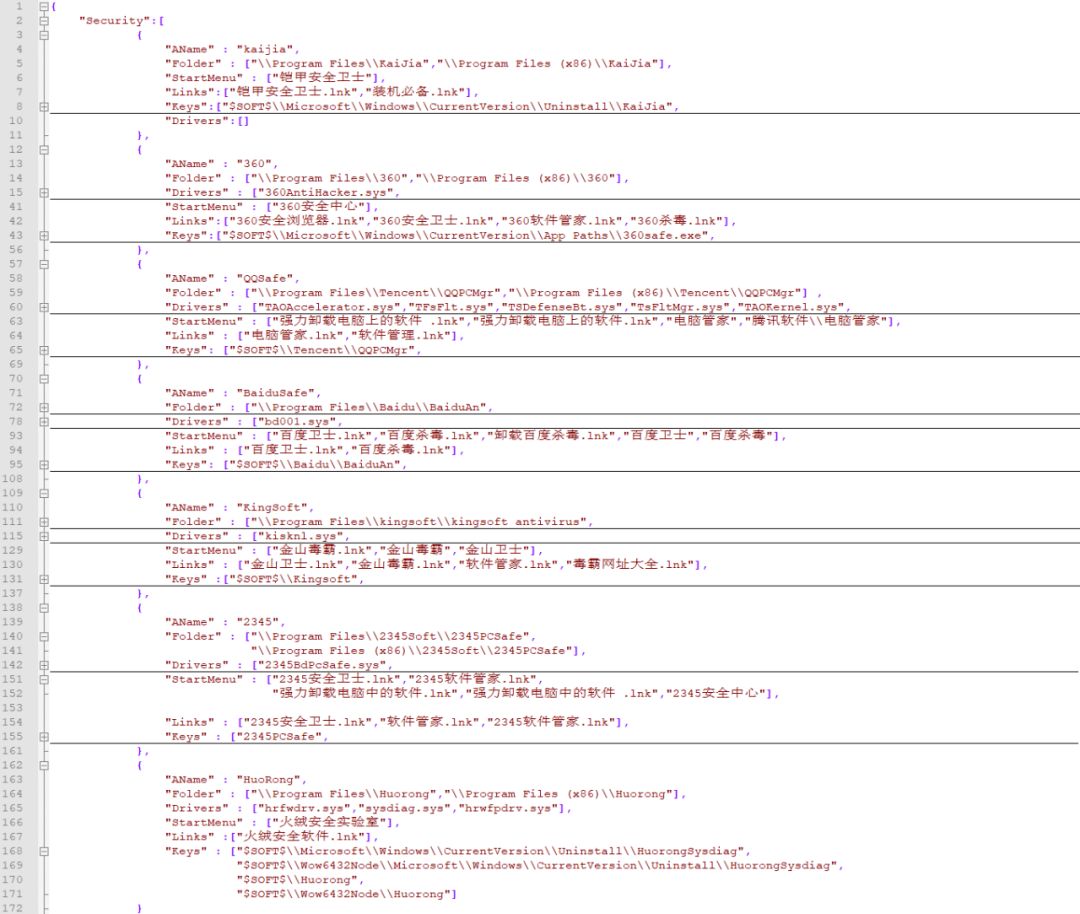 1 {
2 "Security":[
3 {
4 "AName" : "kaijia",
5 "Folder" : ["\\Program Files\\KaiJia","\\Program Files (x86)\\KaiJia"],
6 "StartMenu" : ["铠甲安全卫士"],
7 "Links":["铠甲安全卫士.lnk","装机必备.lnk"],
8 "Keys":["$SOFT$\\Microsoft\\Windows\\CurrentVersion\\Uninstall\\KaiJia",
10 "Drivers":[]
11 },
12 {
13 "AName" : "360",
14 "Folder" : ["\\Program Files\\360","\\Program Files (x86)\\360"],
15 "Drivers" : ["360AntiHacker.sys",
41 "StartMenu" : ["360安全中心"],
42 "Links":["360安全浏览器.lnk","360安全卫士.lnk","360软件管家.lnk","360杀毒.lnk"],
43 "Keys":["$SOFT$\\Microsoft\\Windows\\CurrentVersion\\App Paths\\360safe.exe",
56 },
57 {
58 "AName" : "QQSafe",
59 "Folder" : ["\\Program Files\\Tencent\\QQPCMgr","\\Program Files (x86)\\Tencent\\QQPCMgr"] ,
60 "Drivers" : ["TAOAccelerator.sys","TFsFlt.sys","TSDefenseBt.sys","TsFltMgr.sys","TAOKernel.sys",
63 "StartMenu" : ["强力卸载电脑上的软件 .lnk","强力卸载电脑上的软件.lnk","电脑管家","腾讯软件\\电脑管家"],
64 "Links" : ["电脑管家.lnk","软件管理.lnk"],
65 "Keys": ["$SOFT$\\Tencent\\QQPCMgr",
69 },
70 {
71 "AName" : "BaiduSafe",
72 "Folder" : ["\\Program Files\\Baidu\\BaiduAn",
78 "Drivers" : ["bd001.sys",
93 "StartMenu" : ["百度卫士.lnk","百度杀毒.lnk","卸载百度杀毒.lnk","百度卫士","百度杀毒"],
94 "Links" : ["百度卫士.lnk","百度杀毒.lnk"],
95 "Keys": ["$SOFT$\\Baidu\\BaiduAn",
108 },
109 {
110 "AName" : "KingSoft",
111 "Folder" : ["\\Program Files\\kingsoft\\kingsoft antivirus",
115 "Drivers" : ["kisknl.sys",
129 "StartMenu" : ["金山毒霸.lnk","金山毒霸","金山卫士"],
130 "Links" : ["金山卫士.lnk","金山毒霸.lnk","软件管家.lnk","毒霸网址大全.lnk"],
131 "Keys" :["$SOFT$\\Kingsoft",
137 },
138 {
139 "AName" : "2345",
140 "Folder" : ["\\Program Files\\2345Soft\\2345PCSafe",
141 "\\Program Files (x86)\\2345Soft\\2345PCSafe"],
142 "Drivers" : ["2345BdPcSafe.sys",
151 "StartMenu" : ["2345安全卫士.lnk","2345软件管家.lnk",
152 "强力卸载电脑中的软件.lnk","强力卸载电脑中的软件 .lnk","2345安全中心"],
153
154 "Links" : ["2345安全卫士.lnk","软件管家.lnk","2345软件管家.lnk"],
155 "Keys" : ["2345PCSafe",
161 },
162 {
163 "AName" : "HuoRong",
164 "Folder" : ["\\Program Files\\Huorong","\\Program Files (x86)\\Huorong"],
165 "Drivers" : ["hrfwdrv.sys","sysdiag.sys","hrwfpdrv.sys"],
166 "StartMenu" : ["火绒安全实验室"],
167 "Links" :["火绒安全软件.lnk"],
168 "Keys" : ["$SOFT$\\Microsoft\\Windows\\CurrentVersion\\Uninstall\\HuorongSysdiag",
169 "$SOFT$\\Wow6432Node\\Microsoft\\Windows\\CurrentVersion\\Uninstall\\HuorongSysdiag",
170 "$SOFT$\\Huorong",
171 "$SOFT$\\Wow6432Node\\Huorong"]
172 }